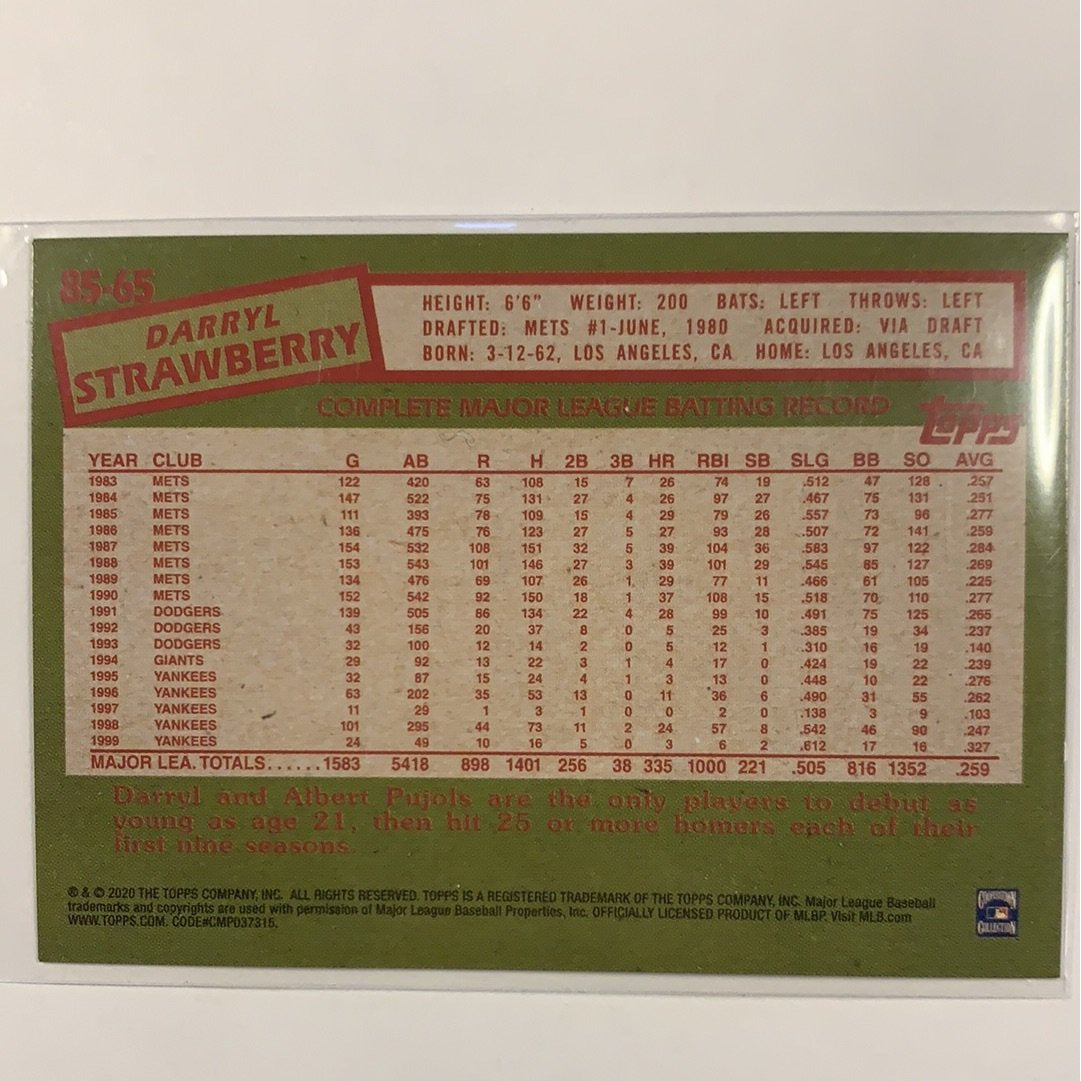 85-65
DARRYL
STRAWBERRY
HEIGHT: 6'6" WEIGHT: 200 BATS: LEFT THROWS: LEFT
DRAFTED: METS #1-JUNE, 1980 ACQUIRED: VIA DRAFT
BORN: 3-12-62, LOS ANGELES, CA HOME: LOS ANGELES, CA
COMPLETE MAJOR LEAGUE BATTING RECORD
Topps
YEAR CLUB G AB R H 2B 3B HR RBI SB SLG BB SO AVG
1983 METS 122 420 63 108 15 7 26 74 19 .512 47 128 .257
1984 METS 147 522 75 131 27 4 26 97 27 .467 75 131 .251
1985 METS 111 393 78 109 15 4 29 79 26 .557 73 96 .277
1986 METS 136 475 76 123 27 5 27 93 28 .507 72 141 .259
1987 METS 154 532 108 151 32 5 39 104 36 .583 97 122 .284
1988 METS 153 543 101 146 27 3 39 101 29 .545 85 127 .269
1989 METS 134 476 69 107 26 1 29 77 11 .466 61 105 .225
1990 METS 152 542 92 150 18 1 37 108 15 .518 70 110 .277
1991 DODGERS 139 505 86 134 22 4 28 99 10 .491 75 125 .265
1992 DODGERS 43 156 20 37 8 0 5 25 3 .385 19 34 .237
1993 DODGERS 32 100 12 14 2 0 5 12 1 .310 16 19 .140
1994 GIANTS 29 92 13 22 3 1 4 17 0 .424 19 22 .239
1995 YANKEES 32 87 15 24 4 1 3 13 0 .448 10 22 .276
1996 YANKEES 63 202 35 53 13 0 11 36 6 .490 31 55 .262
1997 YANKEES 11 29 1 3 1 0 0 2 0 .138 3 9 .103
1998 YANKEES 101 295 44 73 11 2 24 57 8 .542 46 90 .247
1999 YANKEES 24 49 10 16 5 0 3 6 2 .612 17 16 .327
MAJOR LEA. TOTALS......1583 5418 898 1401 256 38 335 1000 221 .505 816 1352 .259
Darryl and Albert Pujols are the only players to debut as
young as age 21, then hit 25 or more homers each of their
first nine seasons.
® & © 2020 THE TOPPS COMPANY, INC. ALL RIGHTS RESERVED. TOPPS IS A REGISTERED TRADEMARK OF THE TOPPS COMPANY, INC. Major League Baseball
trademarks and copyrights are used with permission of Major League Baseball Properties, Inc. OFFICIALLY LICENSED PRODUCT OF MLBP. Visit MLB.com
WWW.TOPPS.COM. CODE#CMP037315.
COOPERSTOWN
COLLECTION